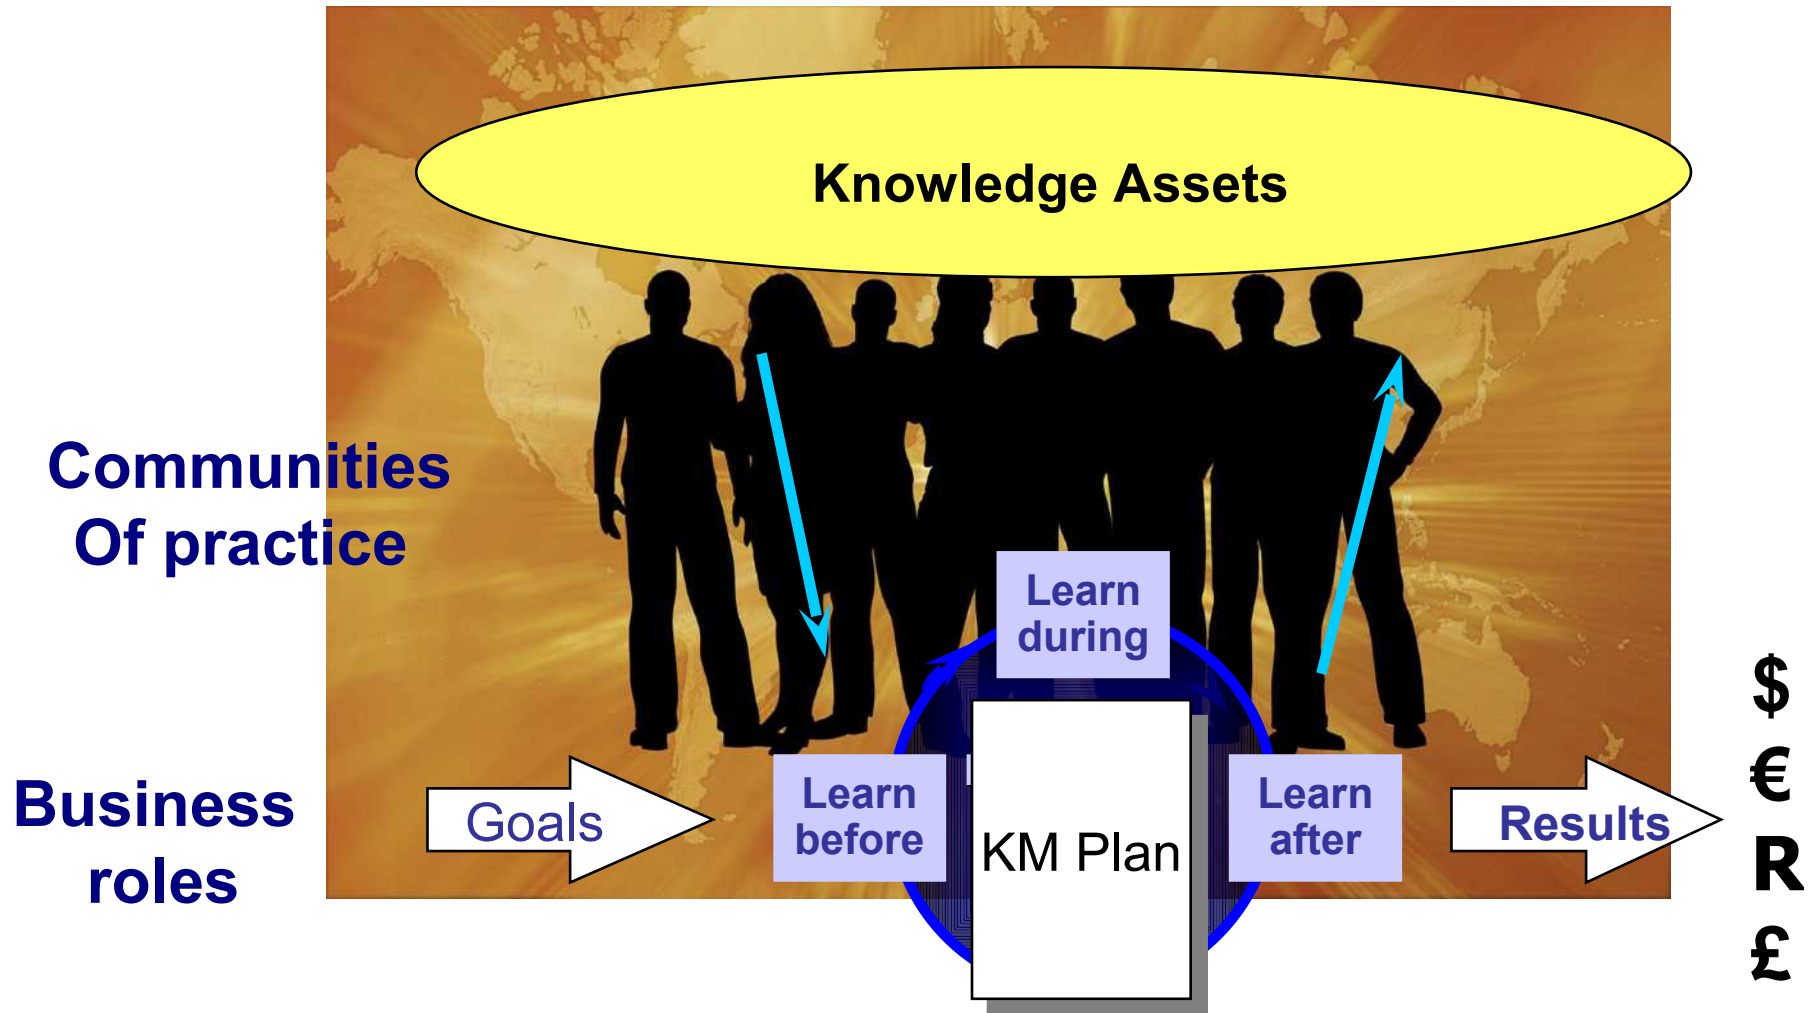 Knowledge Assets
Communities
Of practice
Learn
during
Business
roles
Goals
Learn
before
KM Plan
Learn
after
Results
$
€
R
£